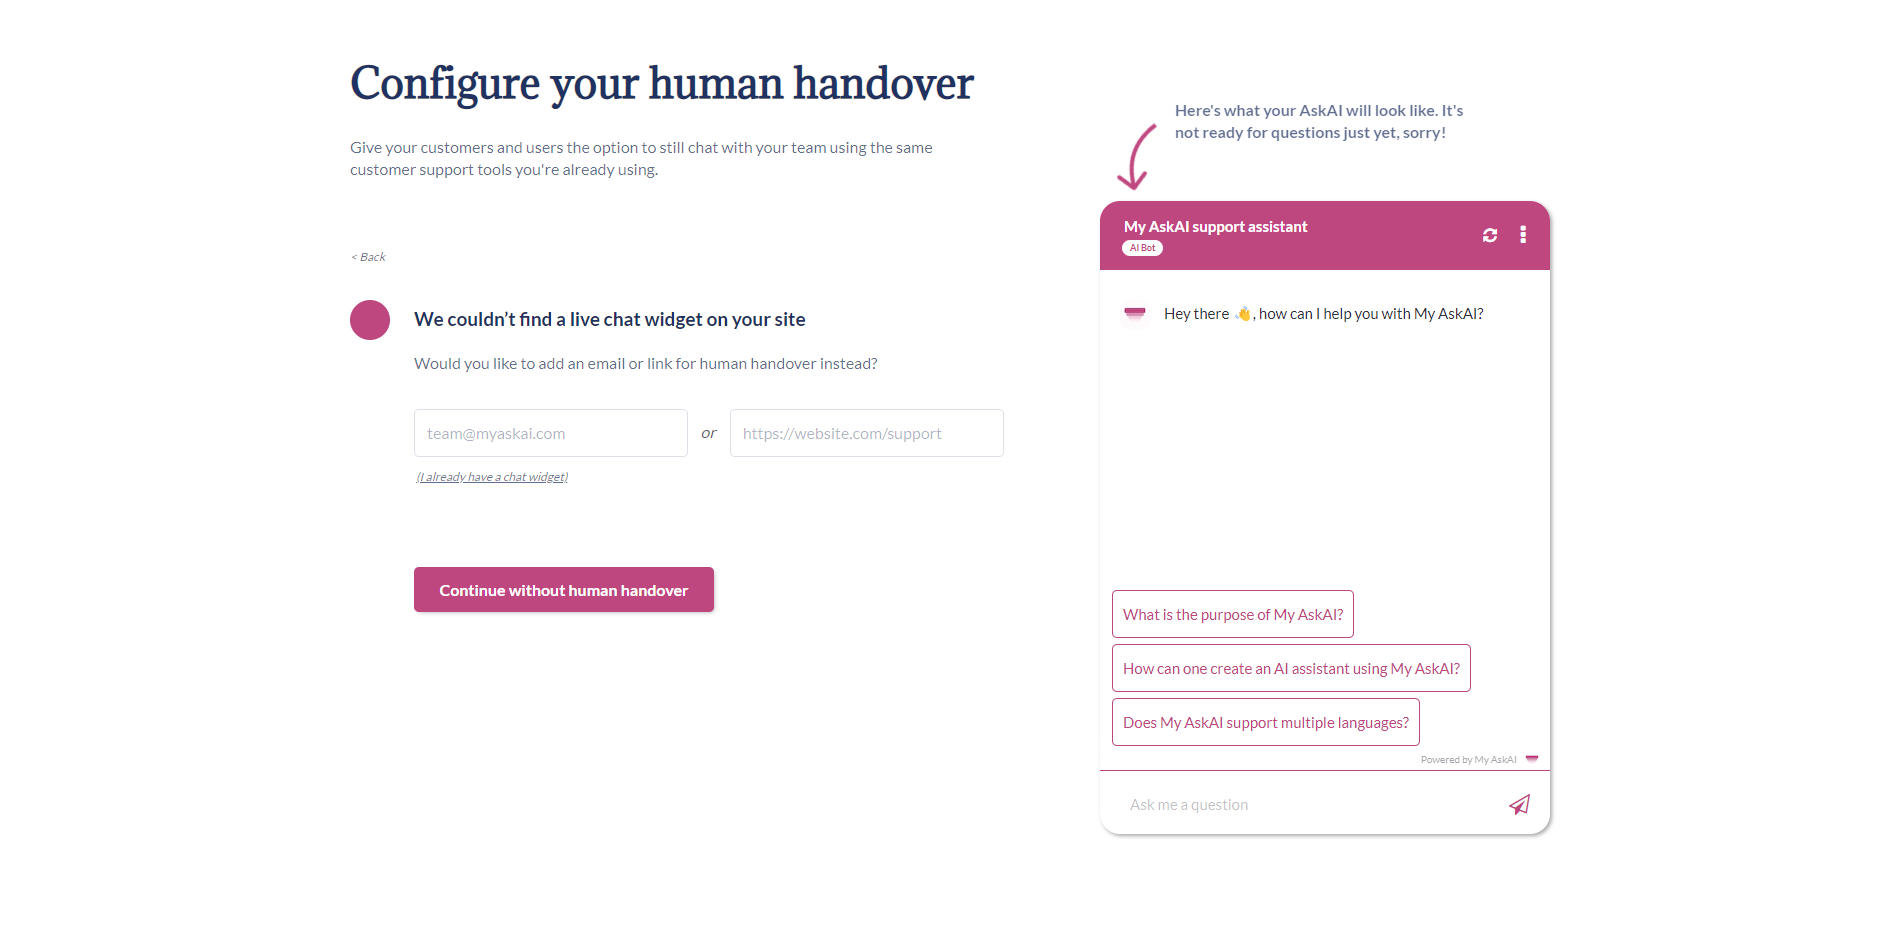 Configure your human handover
Give your customers and users the option to still chat with your team using the same
customer support tools you're already using.
< Back
We couldn’t find a live chat widget on your site
Would you like to add an email or link for human handover instead?
team@myaskai.com
or
https://website.com/support
(I already have a chat widget)
Continue without human handover
Here's what your AskAI will look like. It's
not ready for questions just yet, sorry!
My AskAI support assistant
AI Bot
Hey there 👋, how can I help you with My AskAI?
What is the purpose of My AskAI?
How can one create an AI assistant using My AskAI?
Does My AskAI support multiple languages?
Powered by My AskAI
Ask me a question